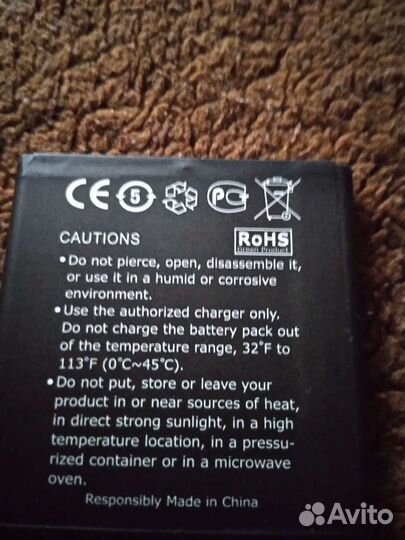 CE 5 PC
CAUTIONS
RoHS
Green Product
•Do not pierce, open, disassemble it,
or use it in a humid or corrosive
environment.
•Use the authorized charger only.
Do not charge the battery pack out
of the temperature range, 32°F to
113°F (0℃~45℃).
•Do not put, store or leave your
product in or near sources of heat,
in direct strong sunlight, in a high
temperature location, in a pressu-
rized container or in a microwave
oven.
Responsibly Made in China
Avito